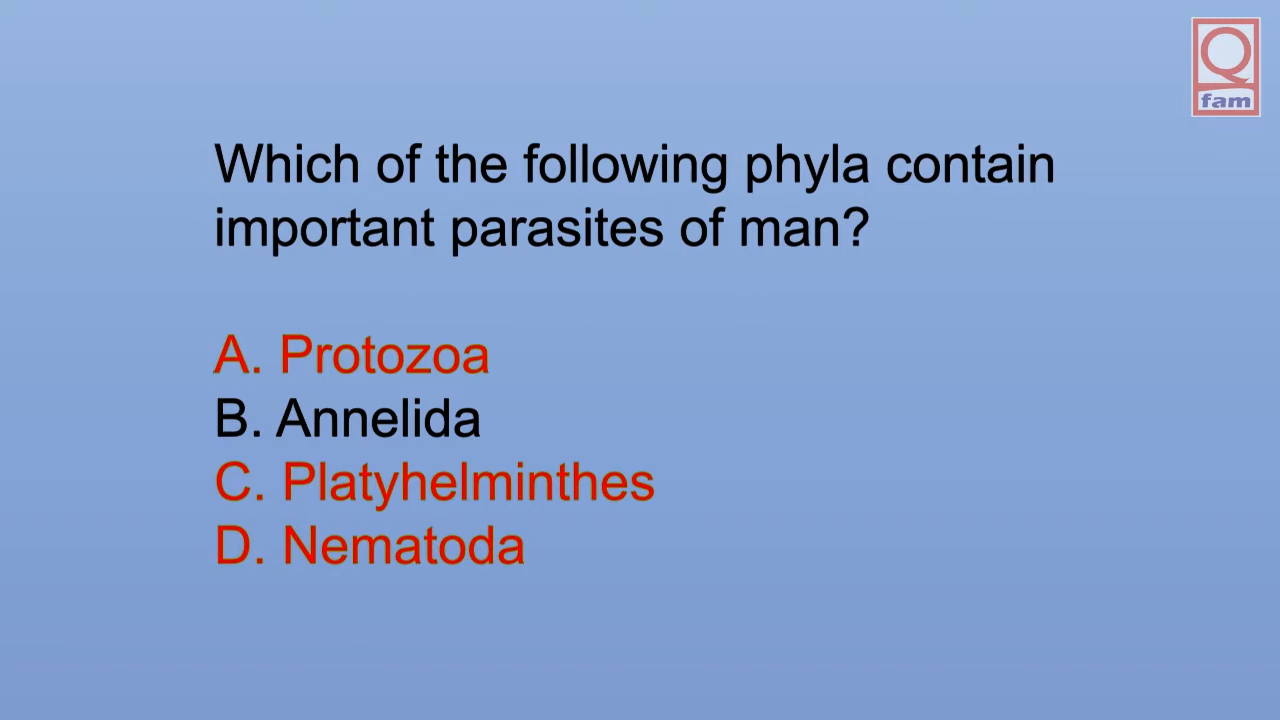 Q
fam
Which of the following phyla contain
important parasites of man?
A. Protozoa
B. Annelida
C. Platyhelminthes
D. Nematoda